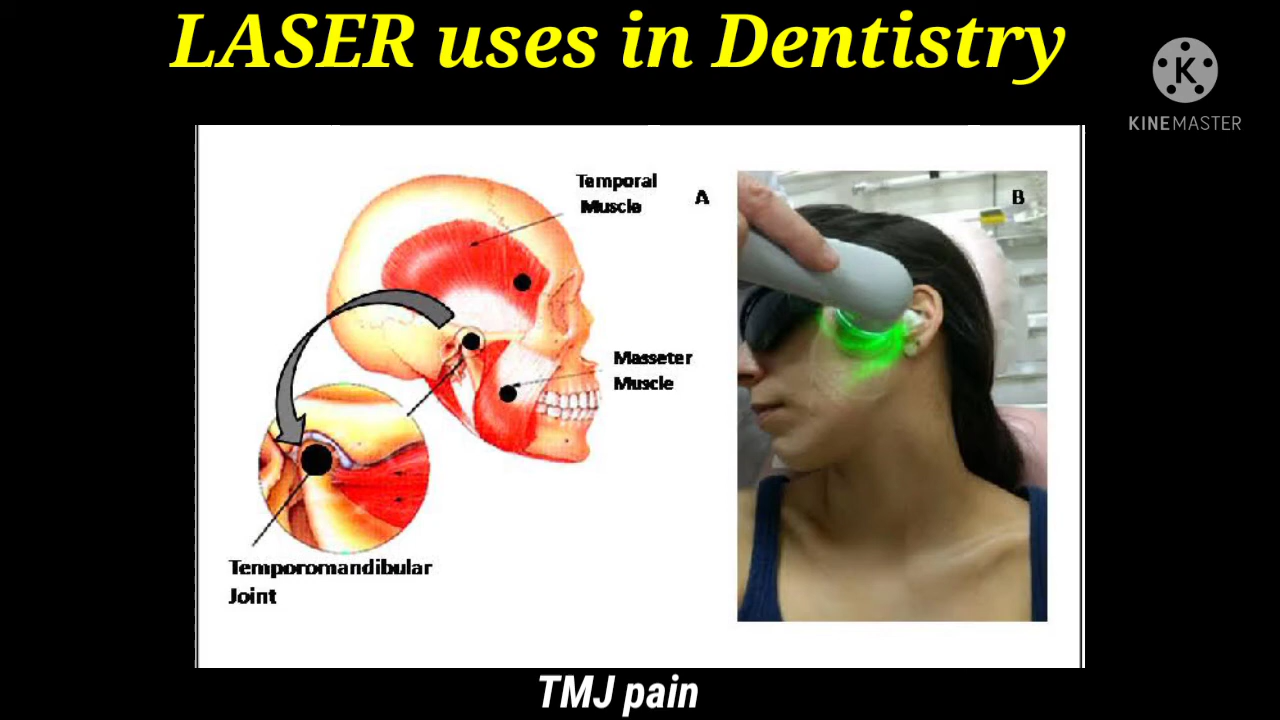 LASER uses in Dentistry
K
KINEMASTER
Temporal
Muscle
A
B
Masseter
Muscle
Temporomandibular
Joint
TMJ pain